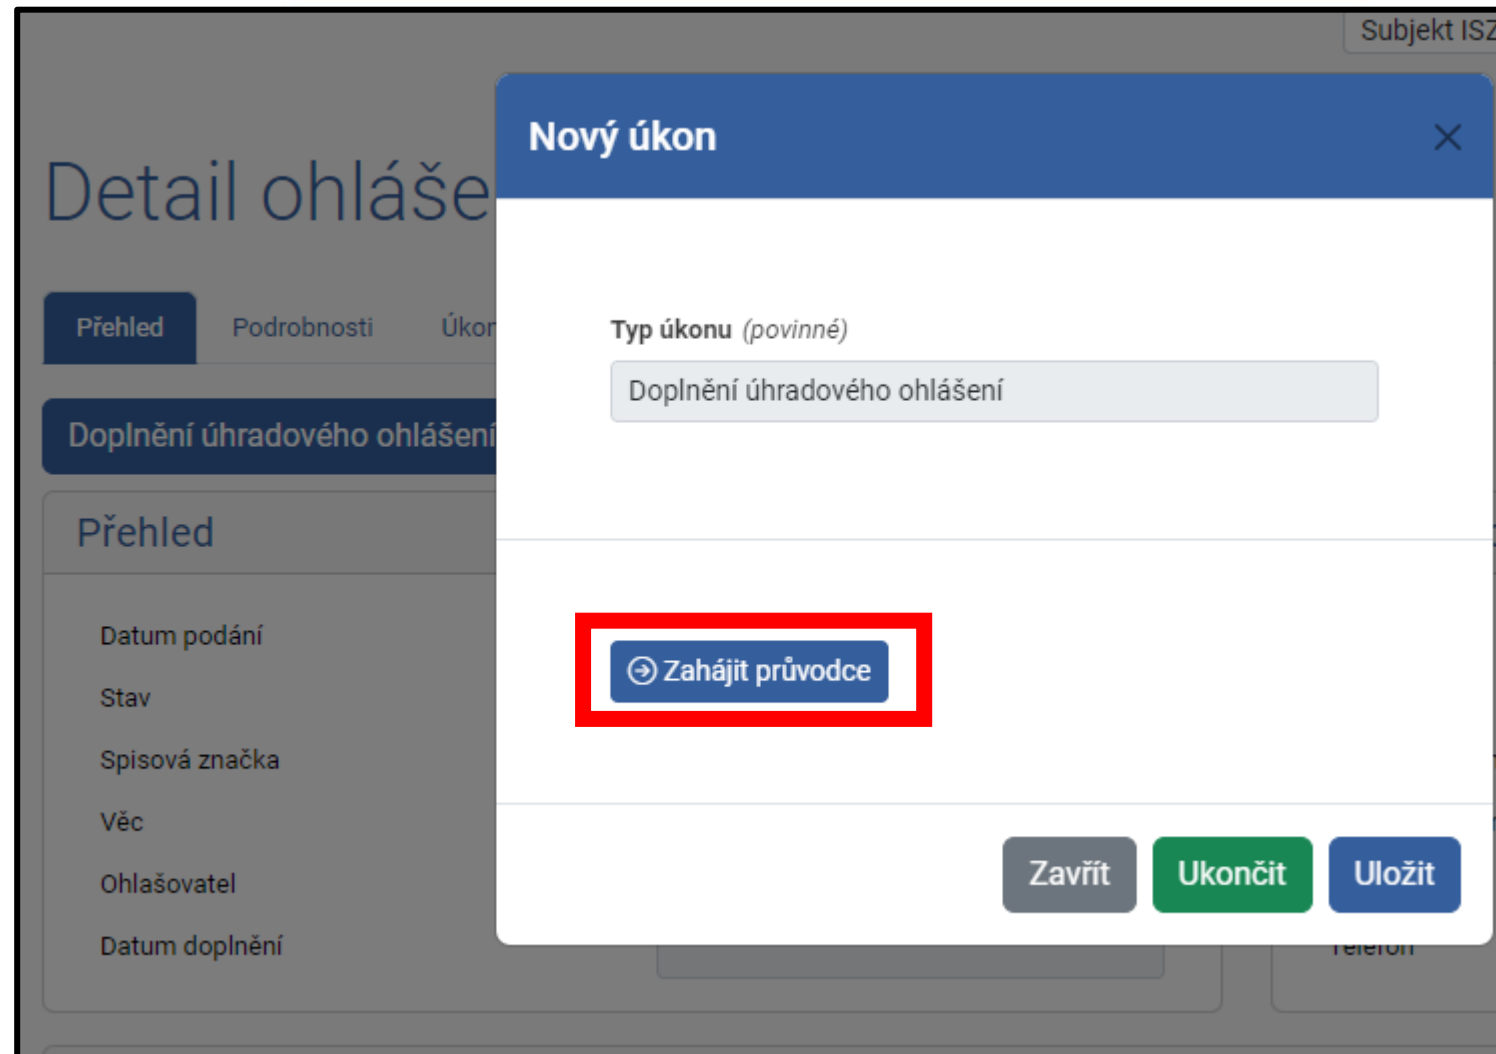 Subjekt ISZ
Nový úkon
Detail ohláše
Přehled
Podrobnosti
Úkon
Typ úkonu (povinné)
Doplnění úhradového ohlášení
Doplnění úhradového ohlášení
Přehled
Datum podání
Zahájit průvodce
Stav
Spisová značka
Věc
Ohlašovatel
Zavřít
Ukončit
Uložit
Datum doplnění
Telefon